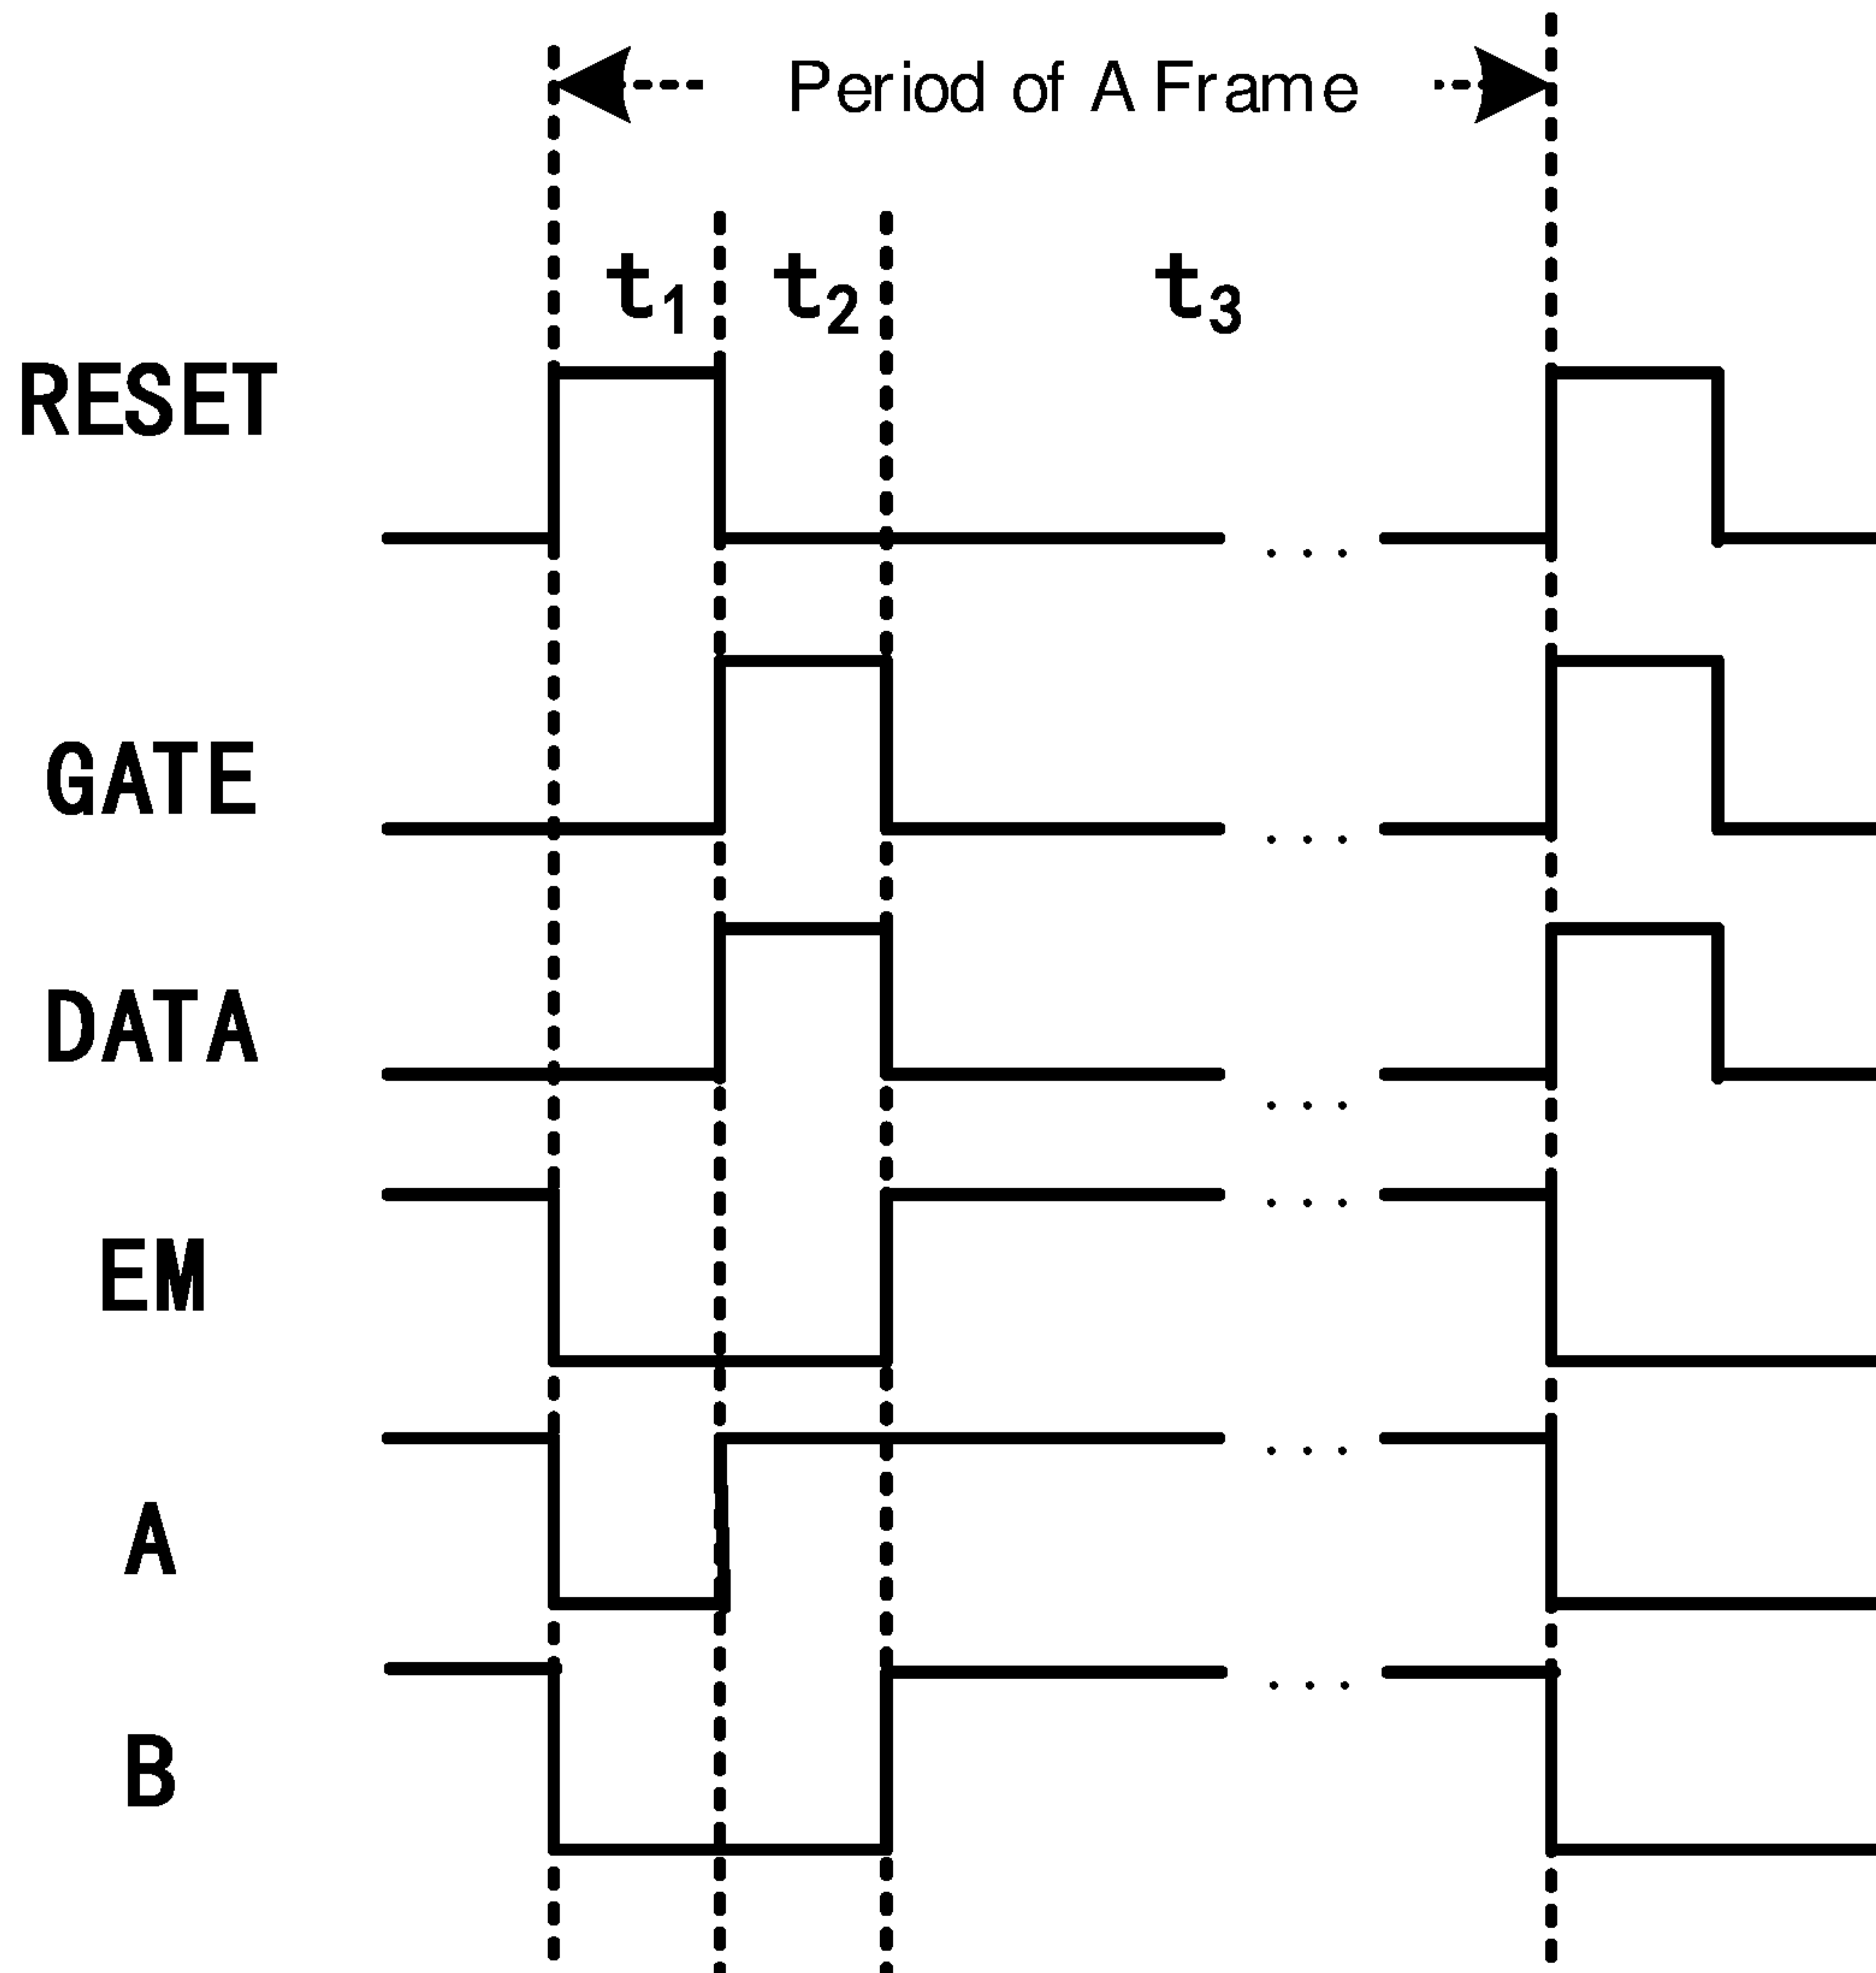 Period of A Frame
t₁ t₂ t₃
RESET
. . .
GATE
. . .
DATA
. . .
EM
. . .
A
. . .
B
. . .